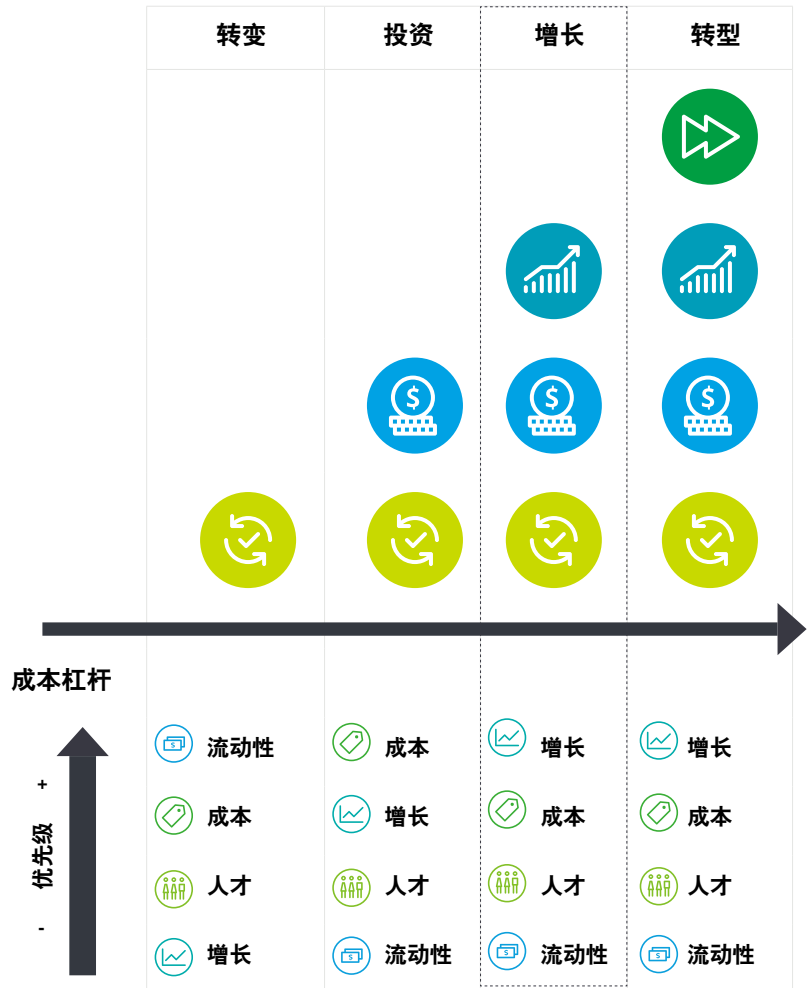 转变 投资 增长 转型
成本杠杆
流动性 成本 增长 增长
+
成本 增长 成本 成本
优先级
人才 人才 人才 人才
-
增长 流动性 流动性 流动性